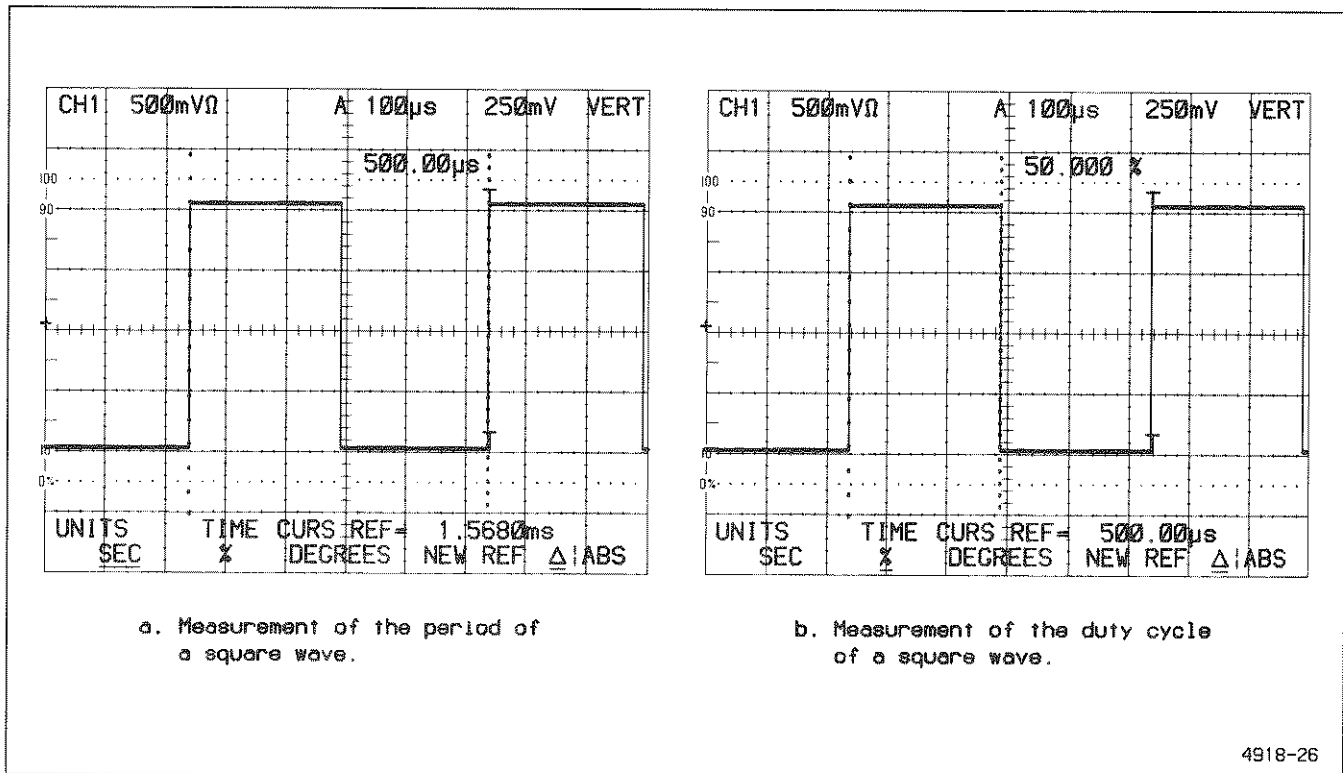 CH1 500mVΩ A 100µs 250mV VERT
500.00µs
100
90
10
0%
UNITS TIME CURS REF= 1.5680ms
SEC % DEGREES NEW REF Δ|ABS
a. Measurement of the period of
a square wave.
CH1 500mVΩ A 100µs 250mV VERT
50.000 %
100
90
10
0%
UNITS TIME CURS REF= 500.00µs
SEC % DEGREES NEW REF Δ|ABS
b. Measurement of the duty cycle
of a square wave.
4918-26